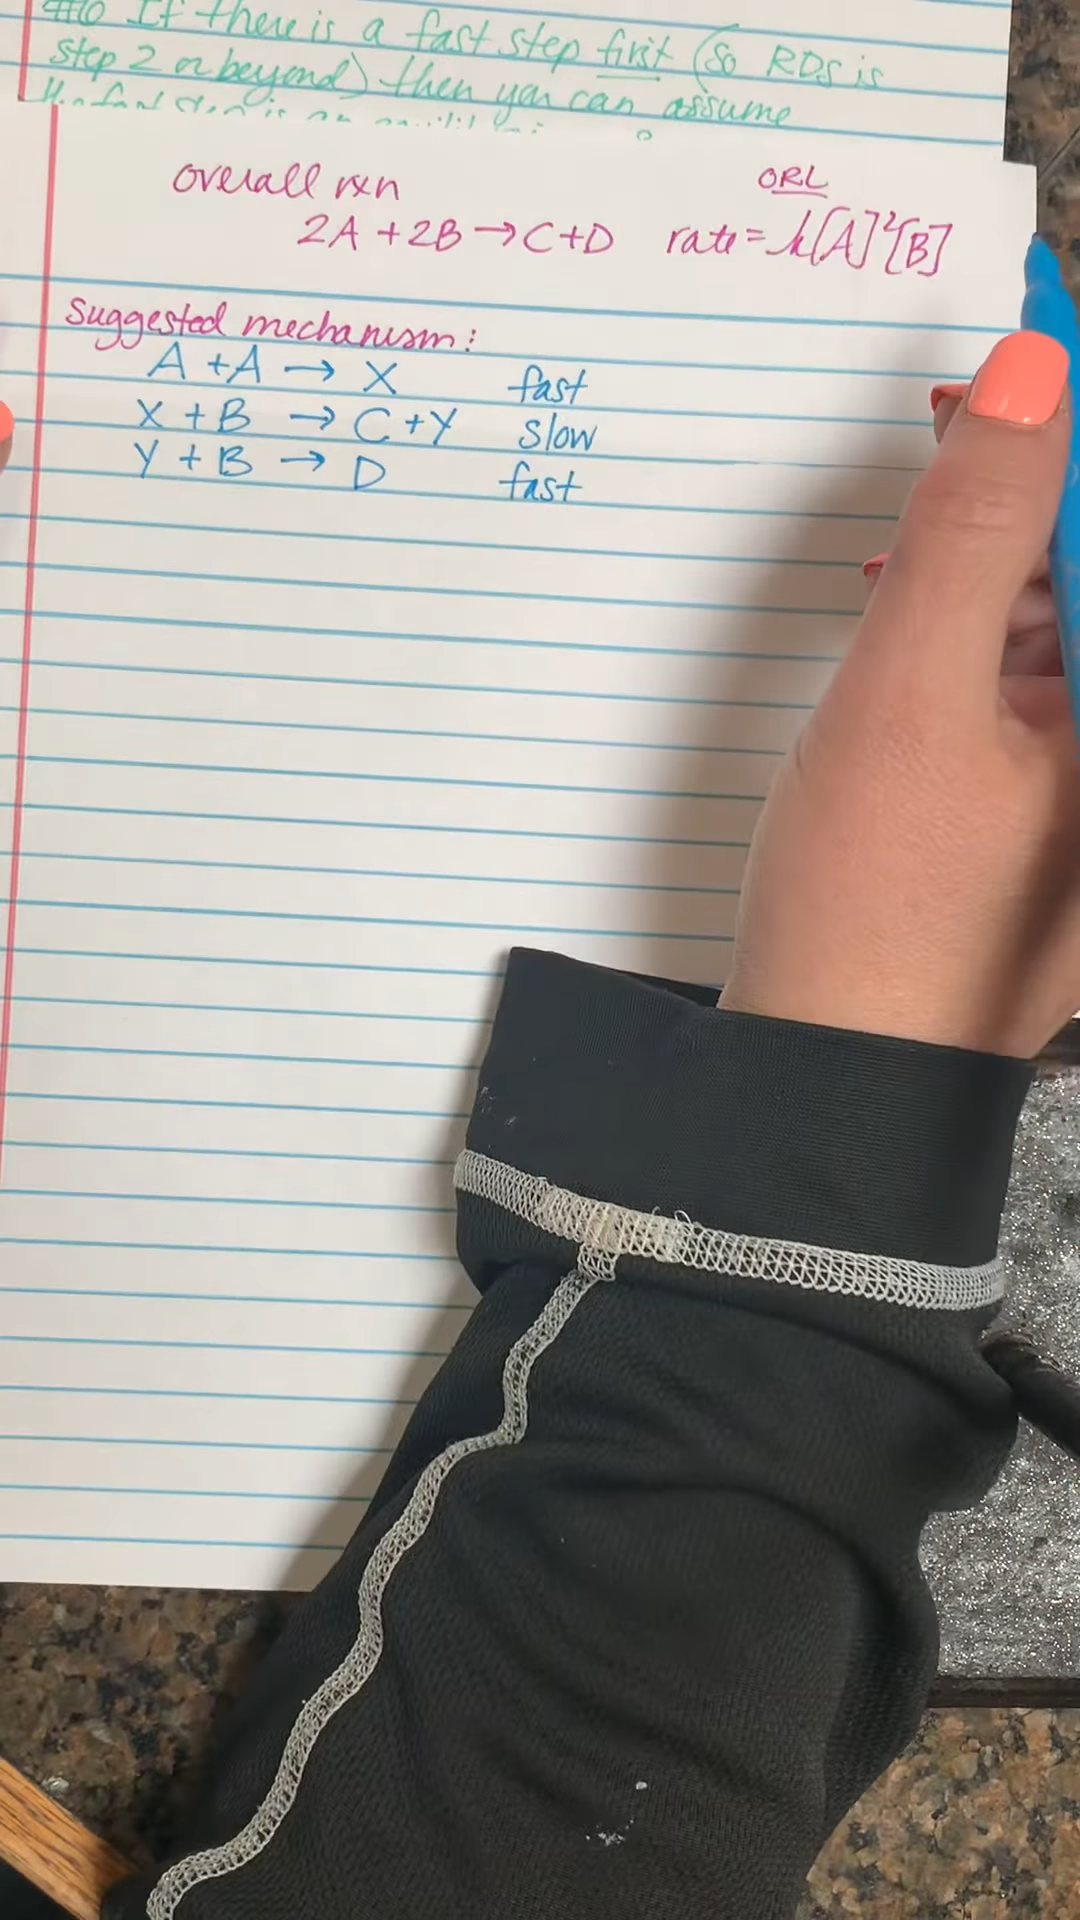 #6 If there is a fast step first (so RDS is
step 2 or beyond) then you can assume
overall rxn
ORL
2A + 2B → C + D rate = k[A]²[B]
Suggested mechanism:
A + A → X fast
X + B → C + Y slow
Y + B → D fast